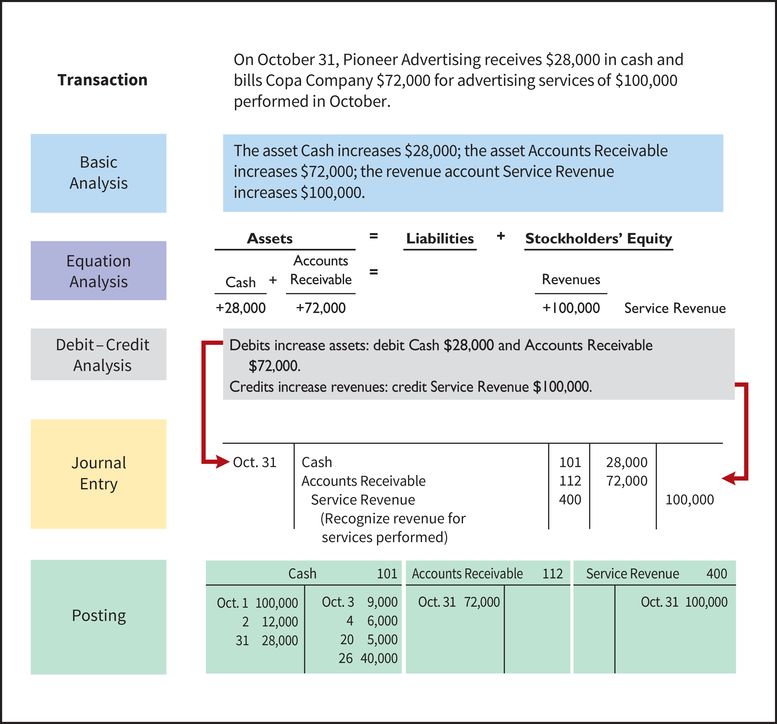 Transaction
On October 31, Pioneer Advertising receives $28,000 in cash and
bills Copa Company $72,000 for advertising services of $100,000
performed in October.
Basic
Analysis
The asset Cash increases $28,000; the asset Accounts Receivable
increases $72,000; the revenue account Service Revenue
increases $100,000.
Equation
Analysis
Assets = Liabilities + Stockholders' Equity
Accounts
Cash + Receivable = Revenues
+28,000 +72,000 +100,000 Service Revenue
Debit–Credit
Analysis
Debits increase assets: debit Cash $28,000 and Accounts Receivable
$72,000.
Credits increase revenues: credit Service Revenue $100,000.
Journal
Entry
Oct. 31 Cash 101 28,000
Accounts Receivable 112 72,000
Service Revenue 400 100,000
(Recognize revenue for
services performed)
Posting
Cash 101 Accounts Receivable 112 Service Revenue 400
Oct. 1 100,000 Oct. 3 9,000 Oct. 31 72,000 Oct. 31 100,000
2 12,000 4 6,000
31 28,000 20 5,000
26 40,000